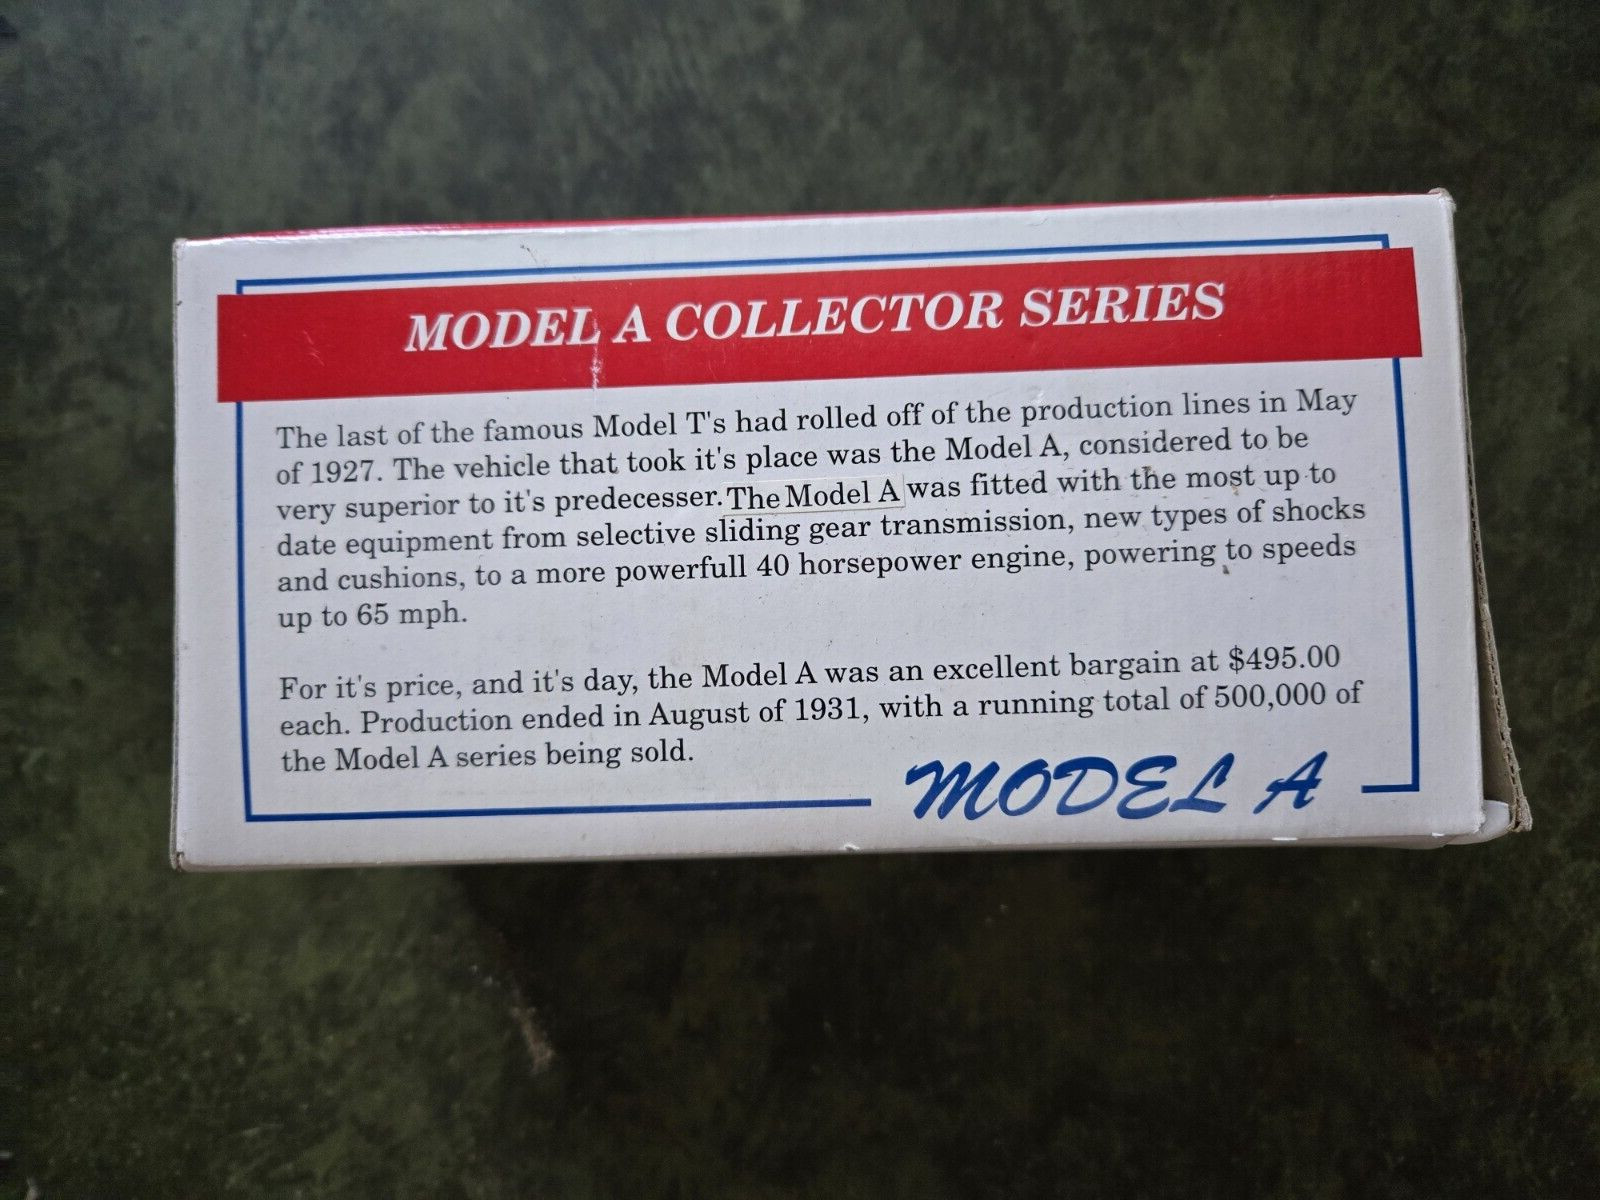 MODEL A COLLECTOR SERIES
The last of the famous Model T's had rolled off of the production lines in May
of 1927. The vehicle that took it's place was the Model A, considered to be
very superior to it's predecesser. The Model A was fitted with the most up to
date equipment from selective sliding gear transmission, new types of shocks
and cushions, to a more powerfull 40 horsepower engine, powering to speeds
up to 65 mph.
For it's price, and it's day, the Model A was an excellent bargain at $495.00
each. Production ended in August of 1931, with a running total of 500,000 of
the Model A series being sold.
MODEL A